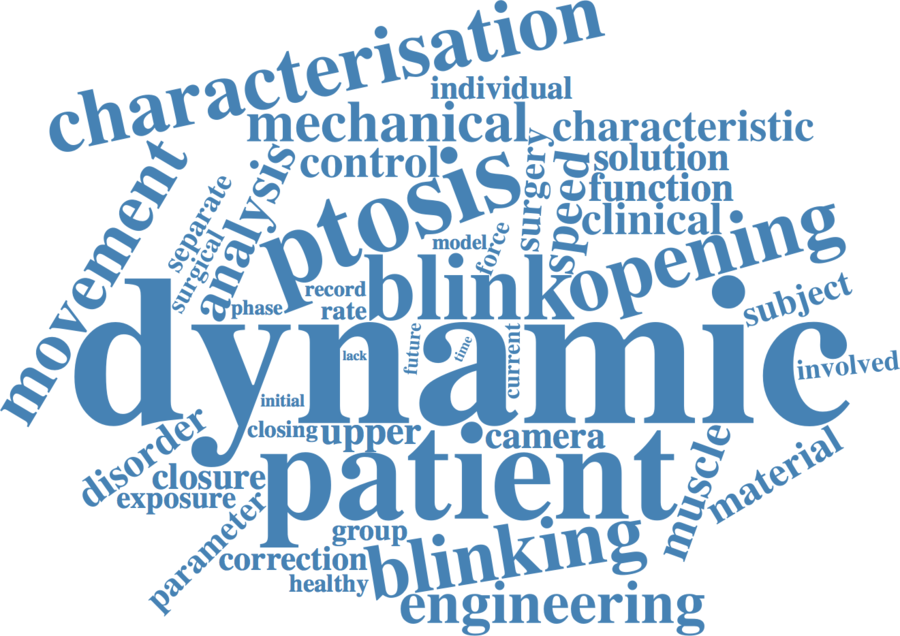 characterisation
individual
mechanical
characteristic
control
solution
movement
separate
analysis
ptosis
surgery
speed
function
clinical
surgical
model
force
opening
record
blink
subject
phase
rate
dynamic
lack
future
time
current
involved
initial
closing
upper
camera
disorder
closure
patient
muscle
material
exposure
parameter
group
correction
blinking
healthy
engineering